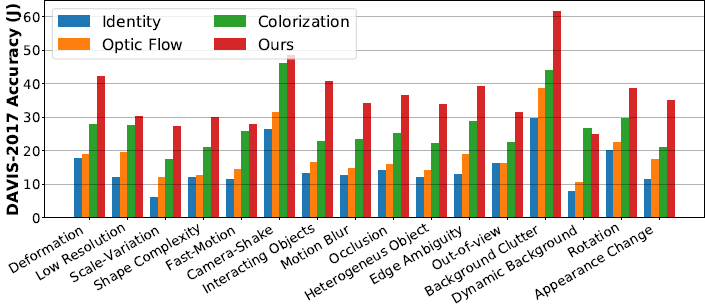 DAVIS-2017 Accuracy (J)
60
50
40
30
20
10
0
Identity
Optic Flow
Colorization
Ours
Deformation
Low Resolution
Scale-Variation
Shape Complexity
Fast-Motion
Camera-Shake
Interacting Objects
Motion Blur
Occlusion
Heterogeneus Object
Edge Ambiguity
Out-of-view
Background Clutter
Dynamic Background
Rotation
Appearance Change